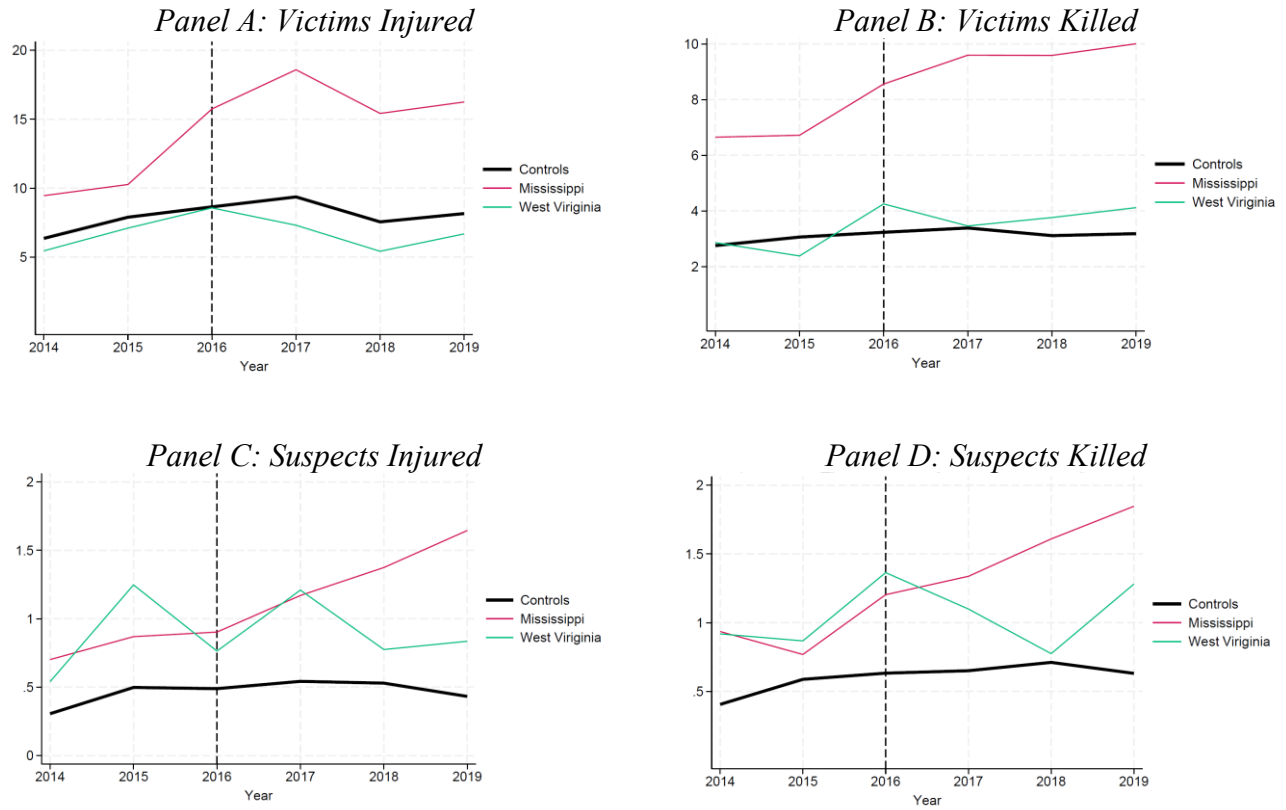 Panel A: Victims Injured
20
15
10
5
2014 2015 2016 2017 2018 2019
Year
Controls
Mississippi
West Viriginia
Panel B: Victims Killed
10
8
6
4
2
2014 2015 2016 2017 2018 2019
Year
Controls
Mississippi
West Viriginia
Panel C: Suspects Injured
2
1.5
1
.5
0
2014 2015 2016 2017 2018 2019
Year
Controls
Mississippi
West Viriginia
Panel D: Suspects Killed
2
1.5
1
.5
2014 2015 2016 2017 2018 2019
Year
Controls
Mississippi
West Viriginia